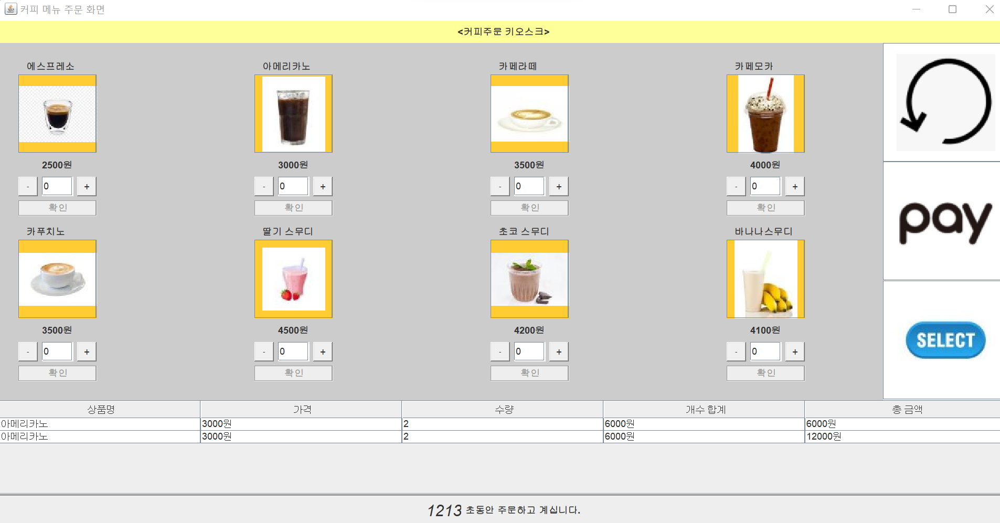 커피 메뉴 주문 화면
<커피주문 키오스크>
에스프레소 아메리카노 카페라떼 카페모카
2500원 3000원 3500원 4000원
- 0 + - 0 + - 0 + - 0 +
확인 확인 확인 확인
카푸치노 딸기 스무디 초코 스무디 바나나스무디
3500원 4500원 4200원 4100원
- 0 + - 0 + - 0 + - 0 +
확인 확인 확인 확인
pay
SELECT
상품명 가격 수량 개수 합계 총 금액
아메리카노 3000원 2 6000원 6000원
아메리카노 3000원 2 6000원 12000원
1213 초동안 주문하고 계십니다.